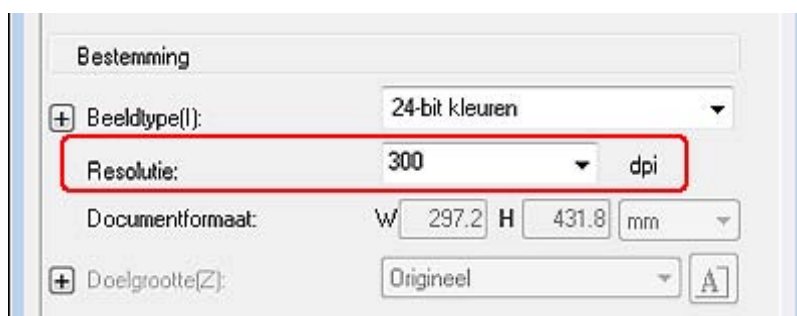 Bestemming
Beeldtype(I): 24-bit kleuren
Resolutie: 300 dpi
Documentformaat: W 297.2 H 431.8 mm
Doelgrootte(Z): Origineel A